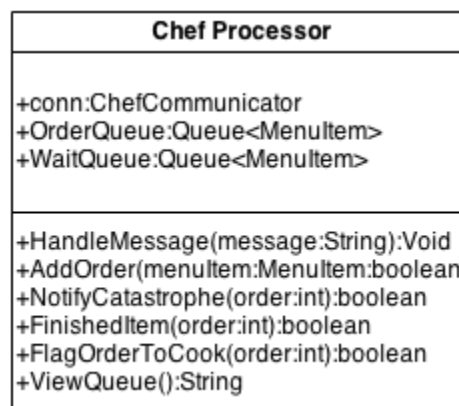 Chef Processor
+conn:ChefCommunicator
+OrderQueue:Queue<MenuItem>
+WaitQueue:Queue<MenuItem>
+HandleMessage(message:String):Void
+AddOrder(menuItem:MenuItem:boolean
+NotifyCatastrophe(order:int):boolean
+FinishedItem(order:int):boolean
+FlagOrderToCook(order:int):boolean
+ViewQueue():String